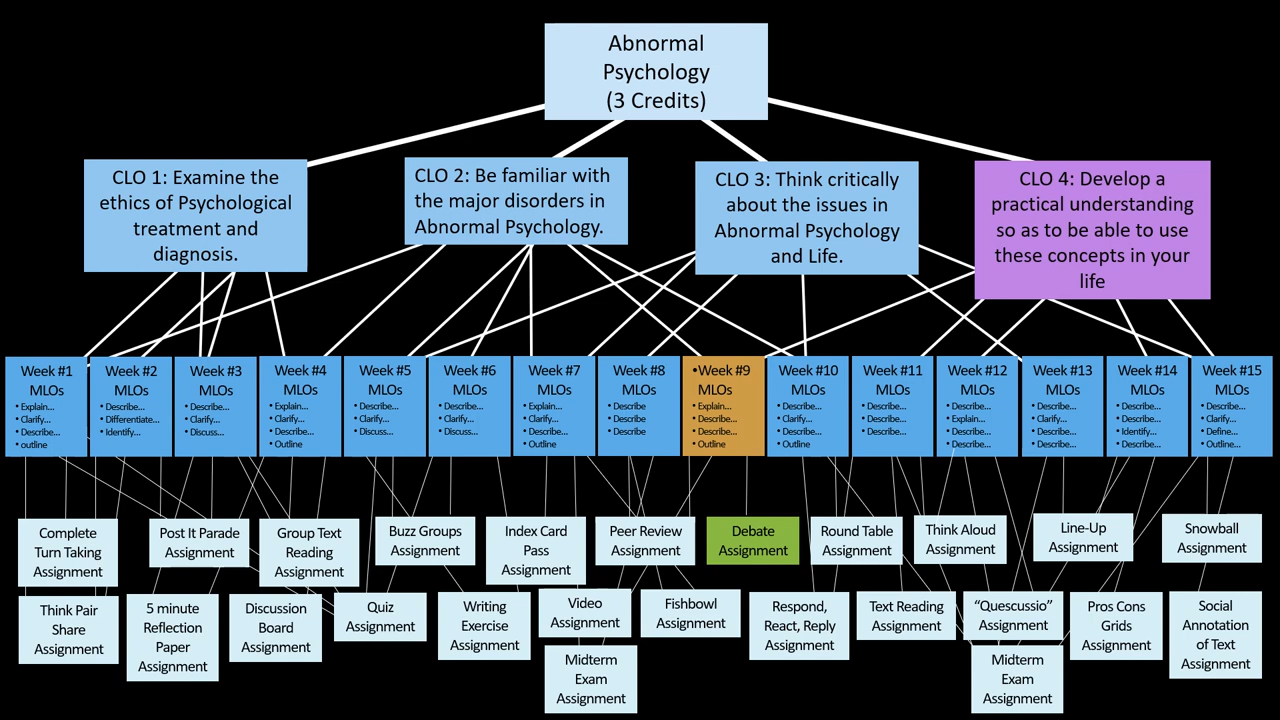 Abnormal
Psychology
(3 Credits)
CLO 1: Examine the
ethics of Psychological
treatment and
diagnosis.
CLO 2: Be familiar with
the major disorders in
Abnormal Psychology.
CLO 3: Think critically
about the issues in
Abnormal Psychology
and Life.
CLO 4: Develop a
practical understanding
so as to be able to use
these concepts in your
life
Week #1
MLOs
• Explain...
• Clarify...
• Describe...
• outline
Week #2
MLOs
• Describe...
• Differentiate...
• Identify...
Week #3
MLOs
• Describe...
• Clarify...
• Discuss...
Week #4
MLOs
• Explain...
• Clarify...
• Describe...
• Outline
Week #5
MLOs
• Describe...
• Clarify...
• Discuss...
Week #6
MLOs
• Describe...
• Clarify...
• Discuss...
Week #7
MLOs
• Explain...
• Clarify...
• Describe...
• Outline
Week #8
MLOs
• Describe
• Describe
• Describe
•Week #9
MLOs
• Explain...
• Describe...
• Describe...
• Outline
Week #10
MLOs
• Describe...
• Clarify...
• Describe...
• Outline
Week #11
MLOs
• Describe...
• Describe...
• Describe...
Week #12
MLOs
• Describe...
• Explain...
• Describe...
• Describe...
Week #13
MLOs
• Describe...
• Clarify...
• Describe...
• Describe...
Week #14
MLOs
• Describe...
• Describe...
• Identify...
• Describe...
Week #15
MLOs
• Describe...
• Clarify...
• Define...
• Outline...
Complete
Turn Taking
Assignment
Post It Parade
Assignment
Group Text
Reading
Assignment
Buzz Groups
Assignment
Index Card
Pass
Assignment
Peer Review
Assignment
Debate
Assignment
Round Table
Assignment
Think Aloud
Assignment
Line-Up
Assignment
Snowball
Assignment
Think Pair
Share
Assignment
5 minute
Reflection
Paper
Assignment
Discussion
Board
Assignment
Quiz
Assignment
Writing
Exercise
Assignment
Video
Assignment
Fishbowl
Assignment
Respond,
React, Reply
Assignment
Text Reading
Assignment
“Quescussio”
Assignment
Pros Cons
Grids
Assignment
Social
Annotation
of Text
Assignment
Midterm
Exam
Assignment
Midterm
Exam
Assignment